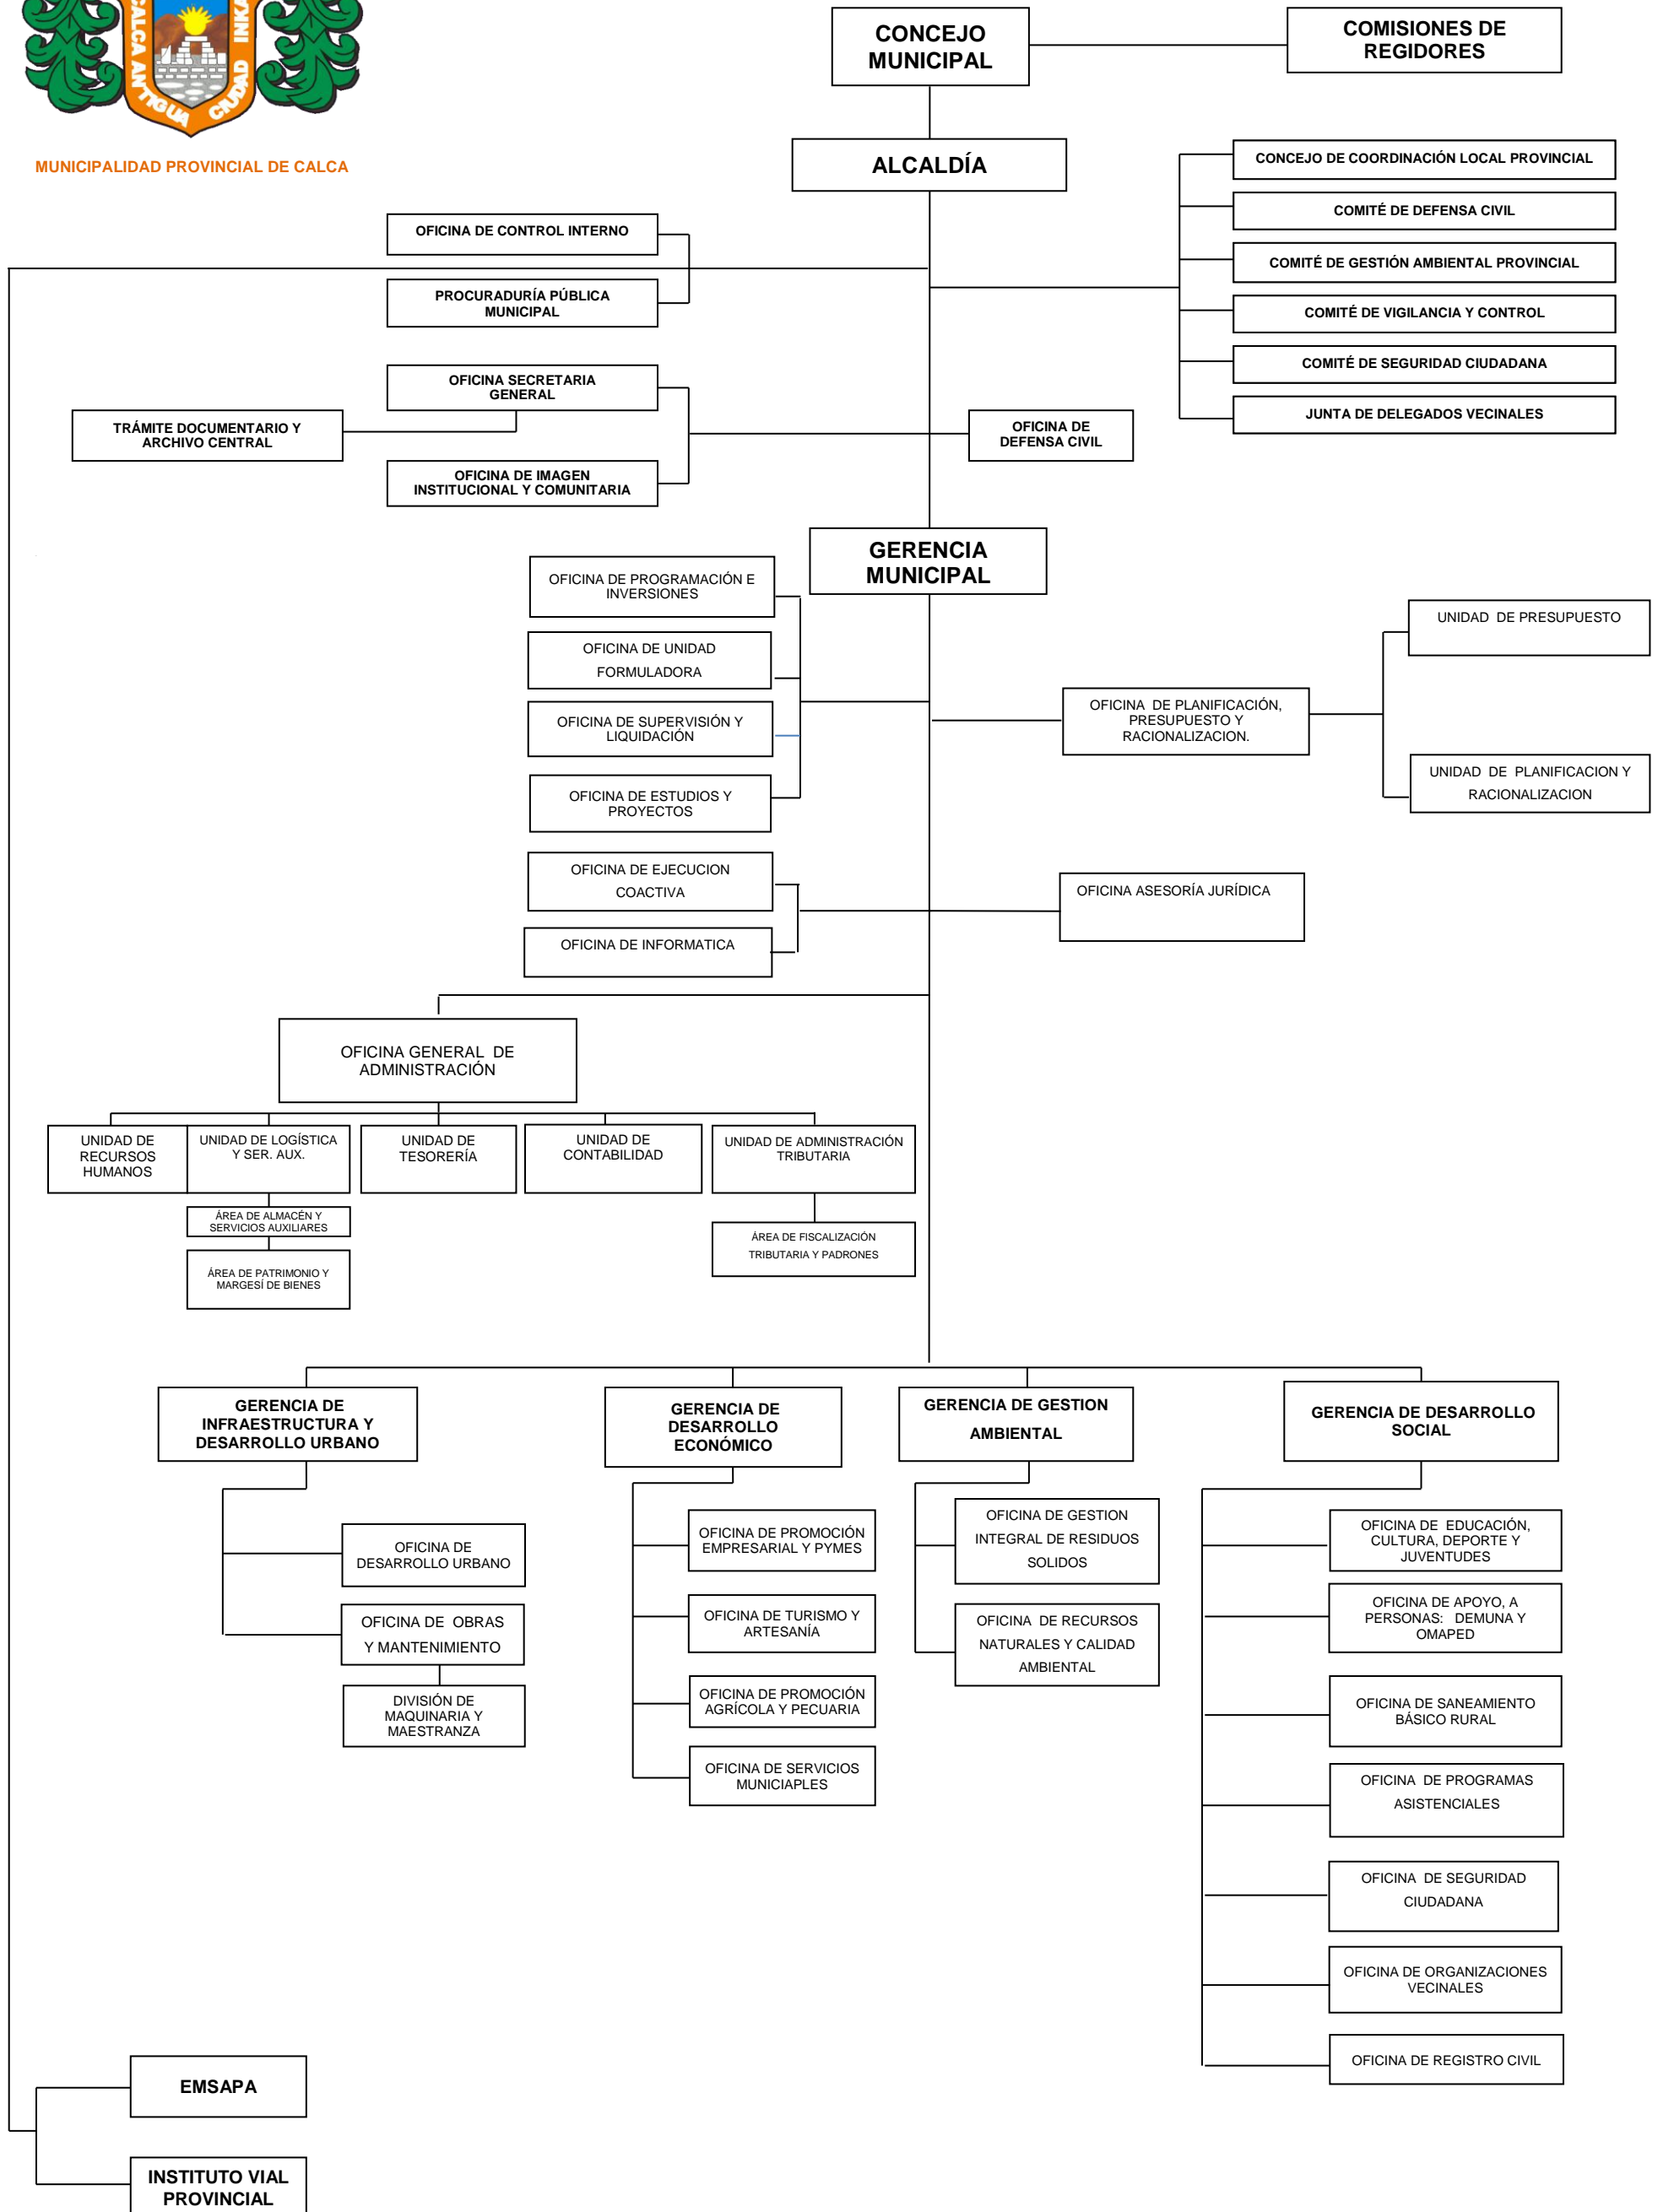 CALCA ANTIGUA CIUDAD INKA
MUNICIPALIDAD PROVINCIAL DE CALCA
CONCEJO
MUNICIPAL
COMISIONES DE
REGIDORES
ALCALDÍA
CONCEJO DE COORDINACIÓN LOCAL PROVINCIAL
COMITÉ DE DEFENSA CIVIL
COMITÉ DE GESTIÓN AMBIENTAL PROVINCIAL
COMITÉ DE VIGILANCIA Y CONTROL
COMITÉ DE SEGURIDAD CIUDADANA
JUNTA DE DELEGADOS VECINALES
OFICINA DE CONTROL INTERNO
PROCURADURÍA PÚBLICA
MUNICIPAL
OFICINA SECRETARIA
GENERAL
TRÁMITE DOCUMENTARIO Y
ARCHIVO CENTRAL
OFICINA DE IMAGEN
INSTITUCIONAL Y COMUNITARIA
OFICINA DE
DEFENSA CIVIL
GERENCIA
MUNICIPAL
OFICINA DE PROGRAMACIÓN E
INVERSIONES
OFICINA DE UNIDAD
FORMULADORA
OFICINA DE SUPERVISIÓN Y
LIQUIDACIÓN
OFICINA DE ESTUDIOS Y
PROYECTOS
OFICINA DE PLANIFICACIÓN,
PRESUPUESTO Y
RACIONALIZACION.
UNIDAD DE PRESUPUESTO
UNIDAD DE PLANIFICACION Y
RACIONALIZACION
OFICINA DE EJECUCION
COACTIVA
OFICINA DE INFORMATICA
OFICINA ASESORÍA JURÍDICA
OFICINA GENERAL DE
ADMINISTRACIÓN
UNIDAD DE
RECURSOS
HUMANOS
UNIDAD DE LOGÍSTICA
Y SER. AUX.
UNIDAD DE
TESORERÍA
UNIDAD DE
CONTABILIDAD
UNIDAD DE ADMINISTRACIÓN
TRIBUTARIA
ÁREA DE ALMACÉN Y
SERVICIOS AUXILIARES
ÁREA DE PATRIMONIO Y
MARGESÍ DE BIENES
ÁREA DE FISCALIZACIÓN
TRIBUTARIA Y PADRONES
GERENCIA DE
INFRAESTRUCTURA Y
DESARROLLO URBANO
GERENCIA DE
DESARROLLO
ECONÓMICO
GERENCIA DE GESTION
AMBIENTAL
GERENCIA DE DESARROLLO
SOCIAL
OFICINA DE
DESARROLLO URBANO
OFICINA DE OBRAS
Y MANTENIMIENTO
DIVISIÓN DE
MAQUINARIA Y
MAESTRANZA
OFICINA DE PROMOCIÓN
EMPRESARIAL Y PYMES
OFICINA DE TURISMO Y
ARTESANÍA
OFICINA DE PROMOCIÓN
AGRÍCOLA Y PECUARIA
OFICINA DE SERVICIOS
MUNICIAPLES
OFICINA DE GESTION
INTEGRAL DE RESIDUOS
SOLIDOS
OFICINA DE RECURSOS
NATURALES Y CALIDAD
AMBIENTAL
OFICINA DE EDUCACIÓN,
CULTURA, DEPORTE Y
JUVENTUDES
OFICINA DE APOYO, A
PERSONAS: DEMUNA Y
OMAPED
OFICINA DE SANEAMIENTO
BÁSICO RURAL
OFICINA DE PROGRAMAS
ASISTENCIALES
OFICINA DE SEGURIDAD
CIUDADANA
OFICINA DE ORGANIZACIONES
VECINALES
OFICINA DE REGISTRO CIVIL
EMSAPA
INSTITUTO VIAL
PROVINCIAL